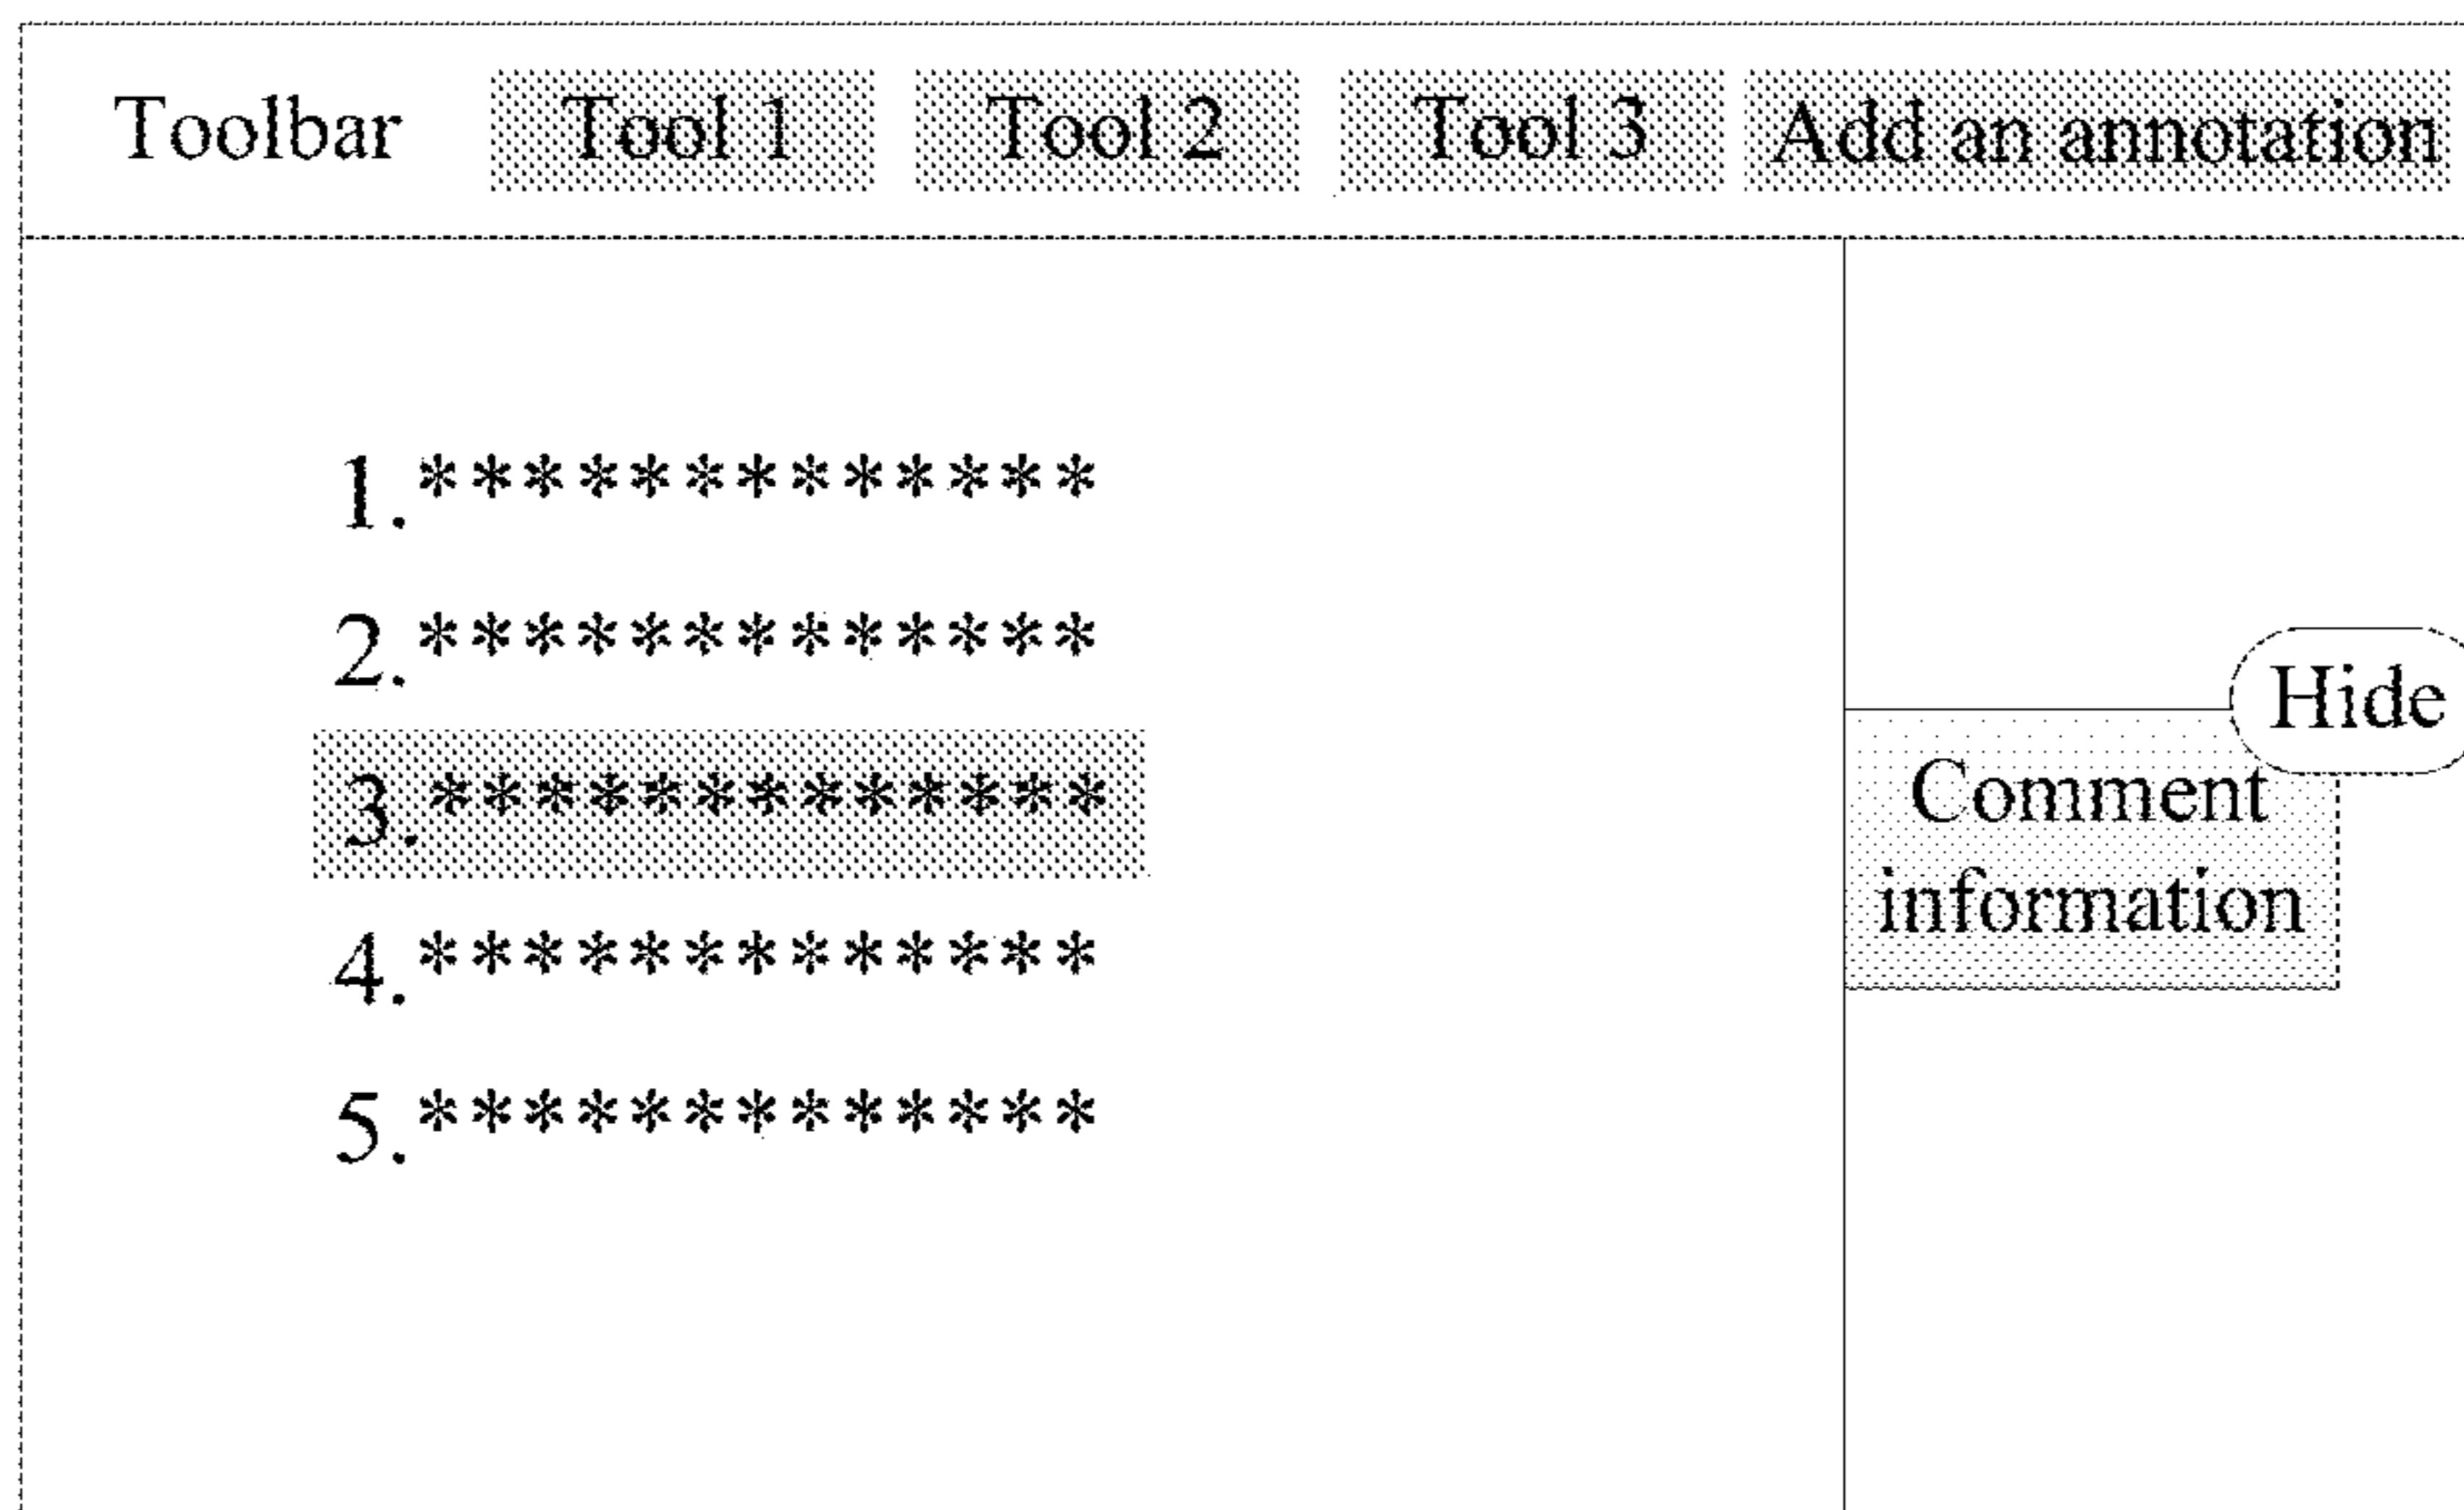 Toolbar Tool 1 Tool 2 Tool 3 Add an annotation
1.*************
2.*************
3.*************
4.*************
5.*************
Hide
Comment
information